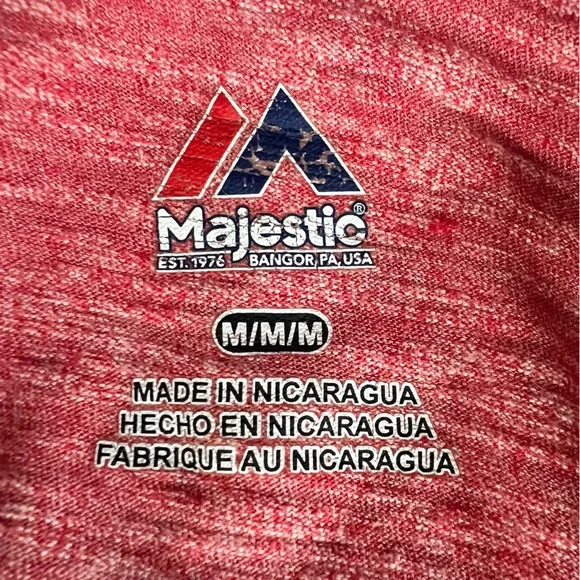 Majestic®
EST. 1976 BANGOR, PA, USA
M/M/M
MADE IN NICARAGUA
HECHO EN NICARAGUA
FABRIQUE AU NICARAGUA